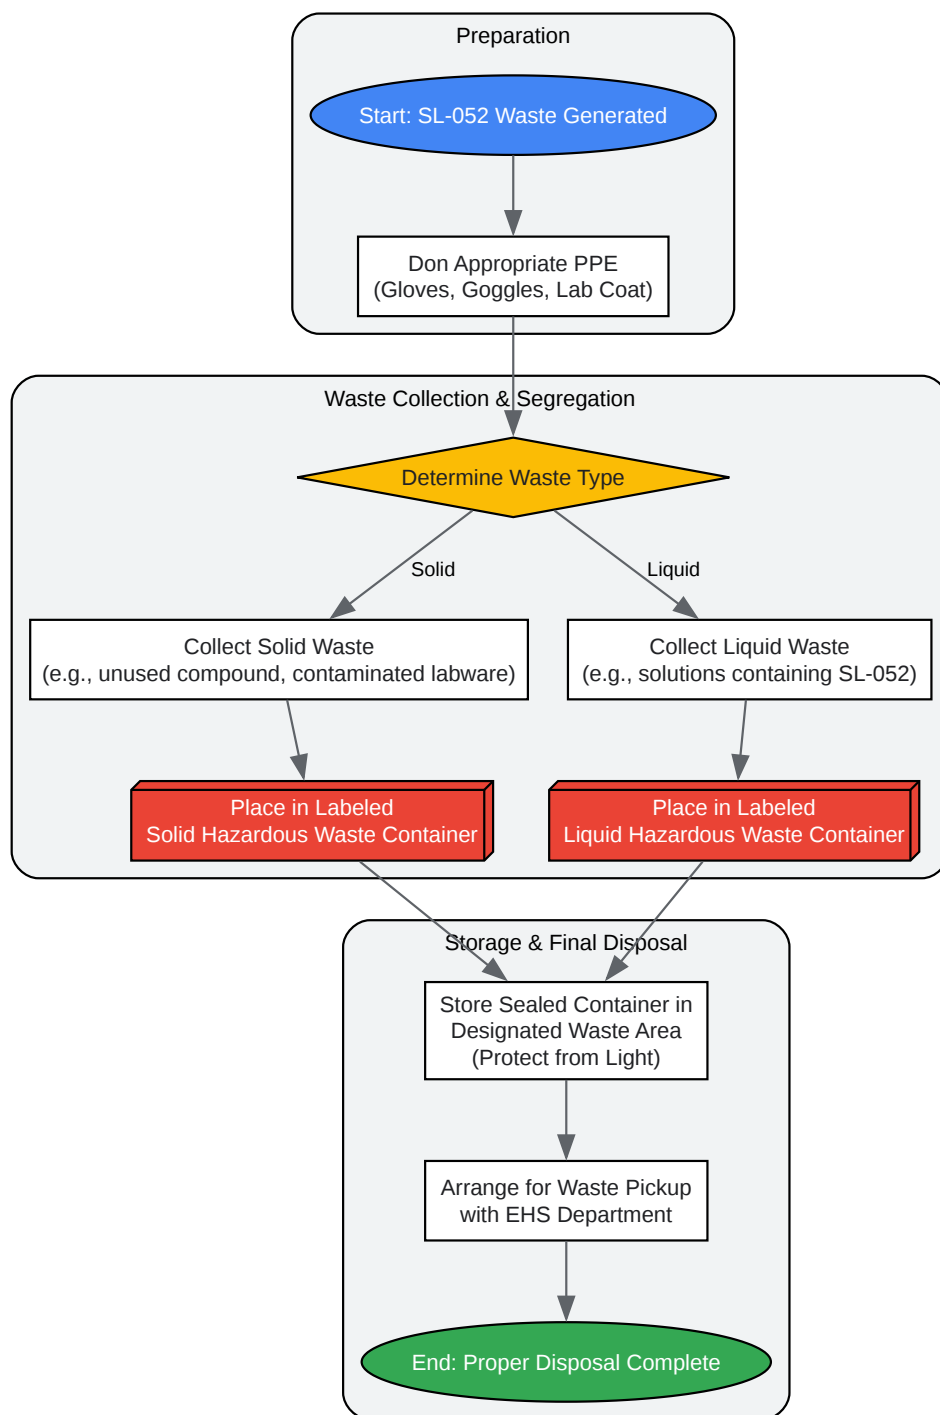 Preparation
Start: SL-052 Waste Generated
Don Appropriate PPE
(Gloves, Goggles, Lab Coat)
Waste Collection & Segregation
Determine Waste Type
Solid
Liquid
Collect Solid Waste
(e.g., unused compound, contaminated labware)
Collect Liquid Waste
(e.g., solutions containing SL-052)
Place in Labeled
Solid Hazardous Waste Container
Place in Labeled
Liquid Hazardous Waste Container
Storage & Final Disposal
Store Sealed Container in
Designated Waste Area
(Protect from Light)
Arrange for Waste Pickup
with EHS Department
End: Proper Disposal Complete